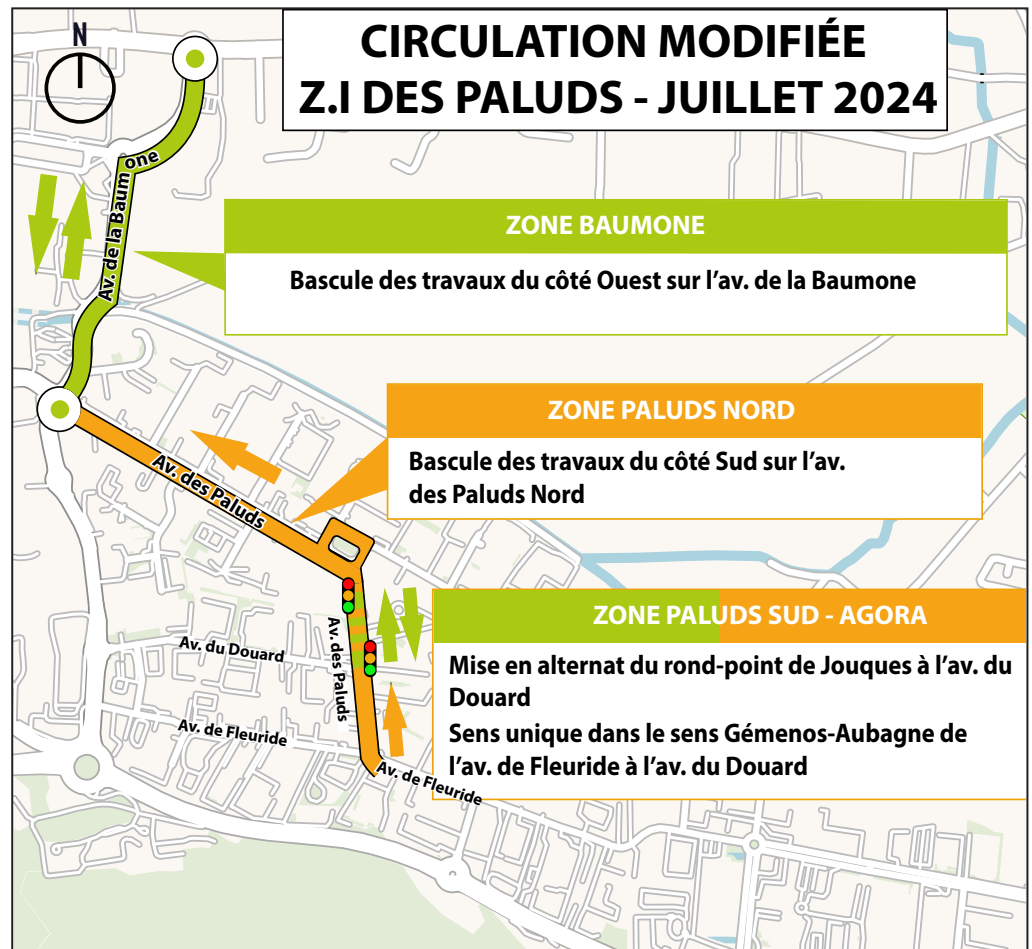 N
CIRCULATION MODIFIÉE
Z.I DES PALUDS - JUILLET 2024
Av. de la Baumone
ZONE BAUMONE
Bascule des travaux du côté Ouest sur l’av. de la Baumone
ZONE PALUDS NORD
Bascule des travaux du côté Sud sur l’av.
des Paluds Nord
Av. des Paluds
ZONE PALUDS SUD - AGORA
Mise en alternat du rond-point de Jouques à l’av. du
Douard
Sens unique dans le sens Gémenos-Aubagne de
l’av. de Fleuride à l’av. du Douard
Av. du Douard
Av. des Paluds
Av. de Fleuride
Av. de Fleuride